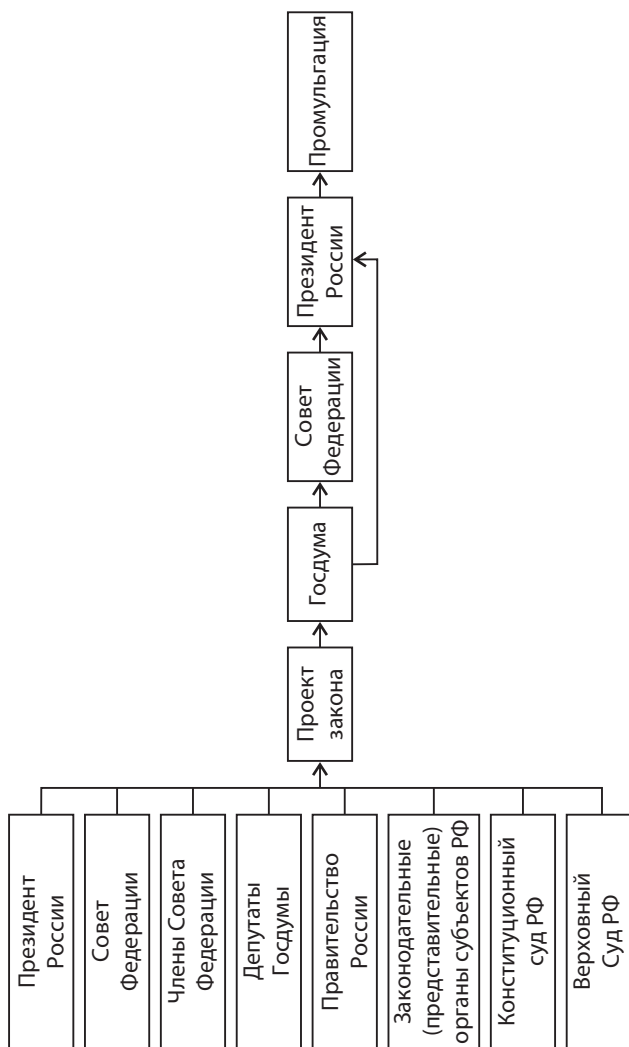 Президент
России
Совет
Федерации
Члены Совета
Федерации
Депутаты
Госдумы
Правительство
России
Законодательные
(представительные)
органы субъектов РФ
Конституционный
суд РФ
Верховный
Суд РФ
Проект
закона
Госдума
Совет
Федерации
Президент
России
Промульгация